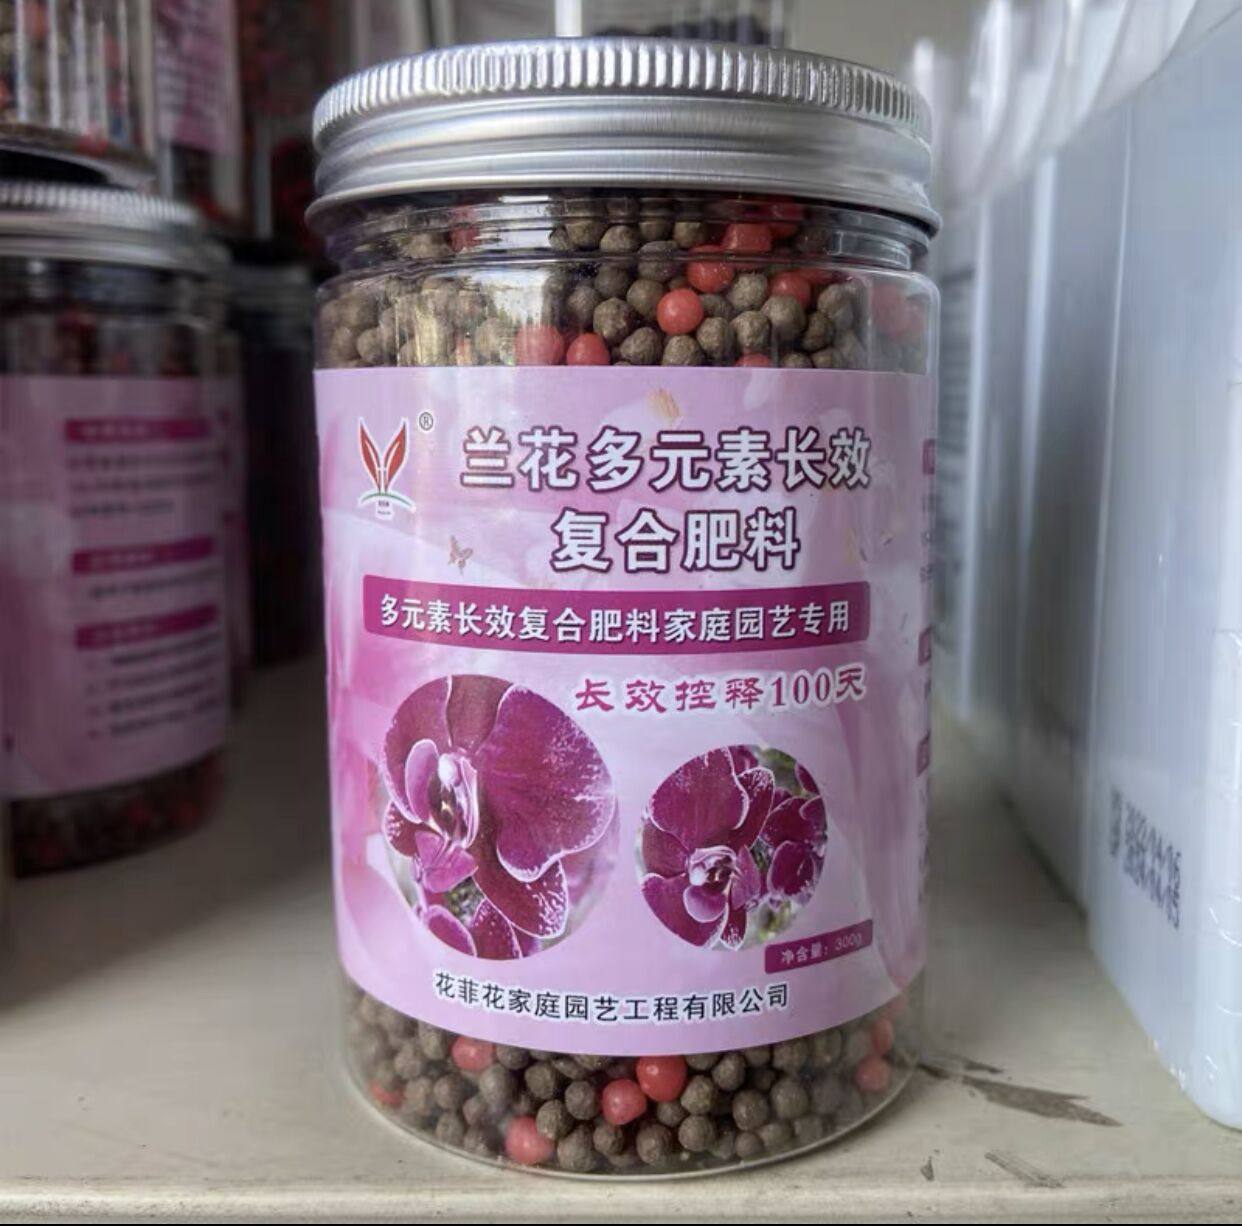 ®
兰花多元素长效
复合肥料
多元素长效复合肥料家庭园艺专用
长效控释100天
净含量：300g
花菲花家庭园艺工程有限公司